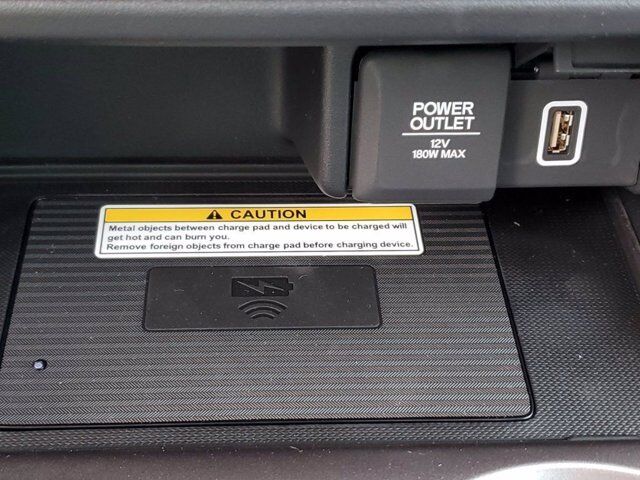 POWER
OUTLET
12V
180W MAX
CAUTION
Metal objects between charge pad and device to be charged will
get hot and can burn you.
Remove foreign objects from charge pad before charging device.